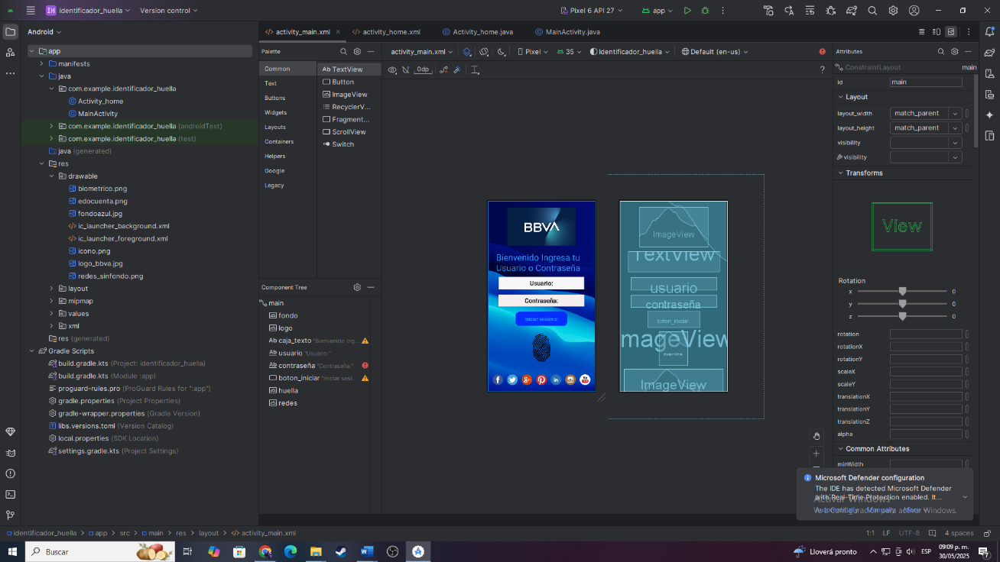 IH identificador_huella
Version control
Pixel 6 API 27
app
Android
app
manifests
java
com.example.identificador_huella
Activity_home
MainActivity
com.example.identificador_huella (androidTest)
com.example.identificador_huella (test)
java (generated)
res
drawable
biometrico.png
edocuenta.png
fondoazul.jpg
ic_launcher_background.xml
ic_launcher_foreground.xml
icono.png
logo_bbva.jpg
redes_sinfondo.png
layout
mipmap
values
xml
res (generated)
Gradle Scripts
build.gradle.kts (Project: identificador_huella)
build.gradle.kts (Module :app)
proguard-rules.pro (ProGuard Rules for ":app")
gradle.properties (Project Properties)
gradle-wrapper.properties (Gradle Version)
libs.versions.toml (Version Catalog)
local.properties (SDK Location)
settings.gradle.kts (Project Settings)
activity_main.xml
activity_home.xml
Activity_home.java
MainActivity.java
Palette
Common
Text
Buttons
Widgets
Layouts
Containers
Helpers
Google
Legacy
Ab TextView
Button
ImageView
RecyclerV...
Fragment...
ScrollView
Switch
Component Tree
main
fondo
logo
Ab caja_texto "Bienvenido Ing...
Ab usuario "Usuario:"
Ab contraseña "Contraseña:"
boton_iniciar "Iniciar sesi...
huella
redes
activity_main.xml
Pixel
35
Identificador_huella
Default (en-us)
0dp
?
BBVA
Bienvenido Ingresa tu
Usuario o Contraseña
Usuario:
Contraseña:
ImageView
TextView
usuario
contraseña
boton_iniciar
ImageView
ImageView
ImageView
Attributes
ConstraintLayout
main
id
main
Layout
layout_width
match_parent
layout_height
match_parent
visibility
visibility
Transforms
View
Rotation
x 0
y 0
z 0
rotation
rotationX
rotationY
scaleX
scaleY
translationX
translationY
translationZ
alpha
Common Attributes
minWidth
Microsoft Defender configuration
The IDE has detected Microsoft Defender
with Real-Time Protection enabled. It...
Automatically Manually More
Activar Windows
Ve a Configuración para activar Windows.
identificador_huella > app > src > main > res > layout > activity_main.xml
1:1 LF UTF-8 4 spaces
Buscar
Lloverá pronto
ESP
09:09 p. m.
30/05/2025
7